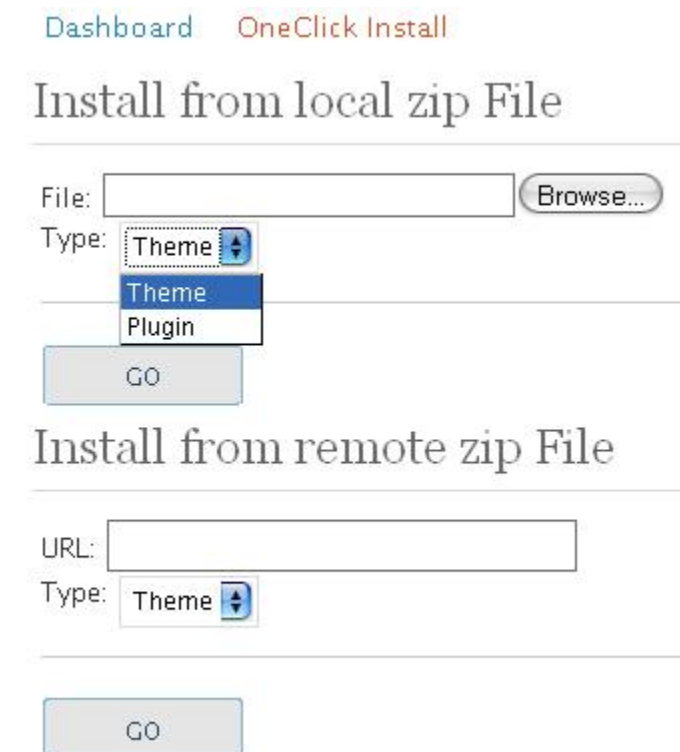 Dashboard OneClick Install
Install from local zip File
File: Browse...
Type: Theme
Theme
Plugin
GO
Install from remote zip File
URL:
Type: Theme
GO